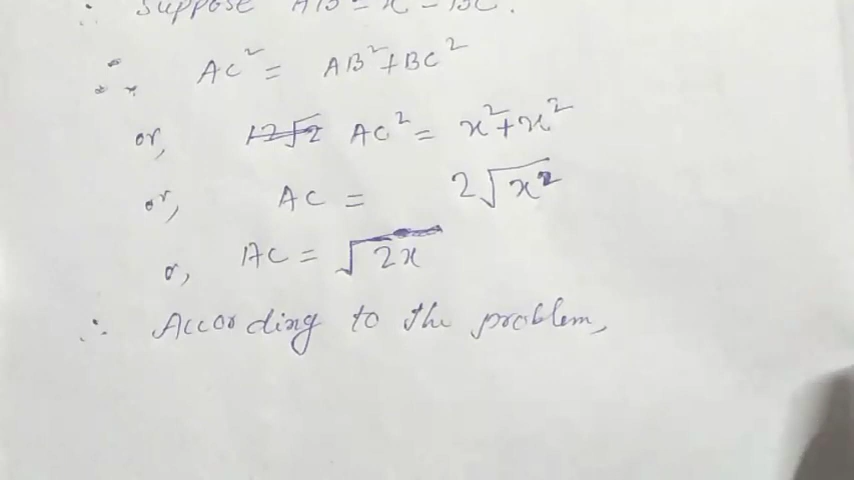 ∴ Suppose AB = x = BC.
∴ AC² = AB² + BC²
or, AC² = x² + x²
or, AC = 2√x²
or, AC = √2x
∴ According to the problem,